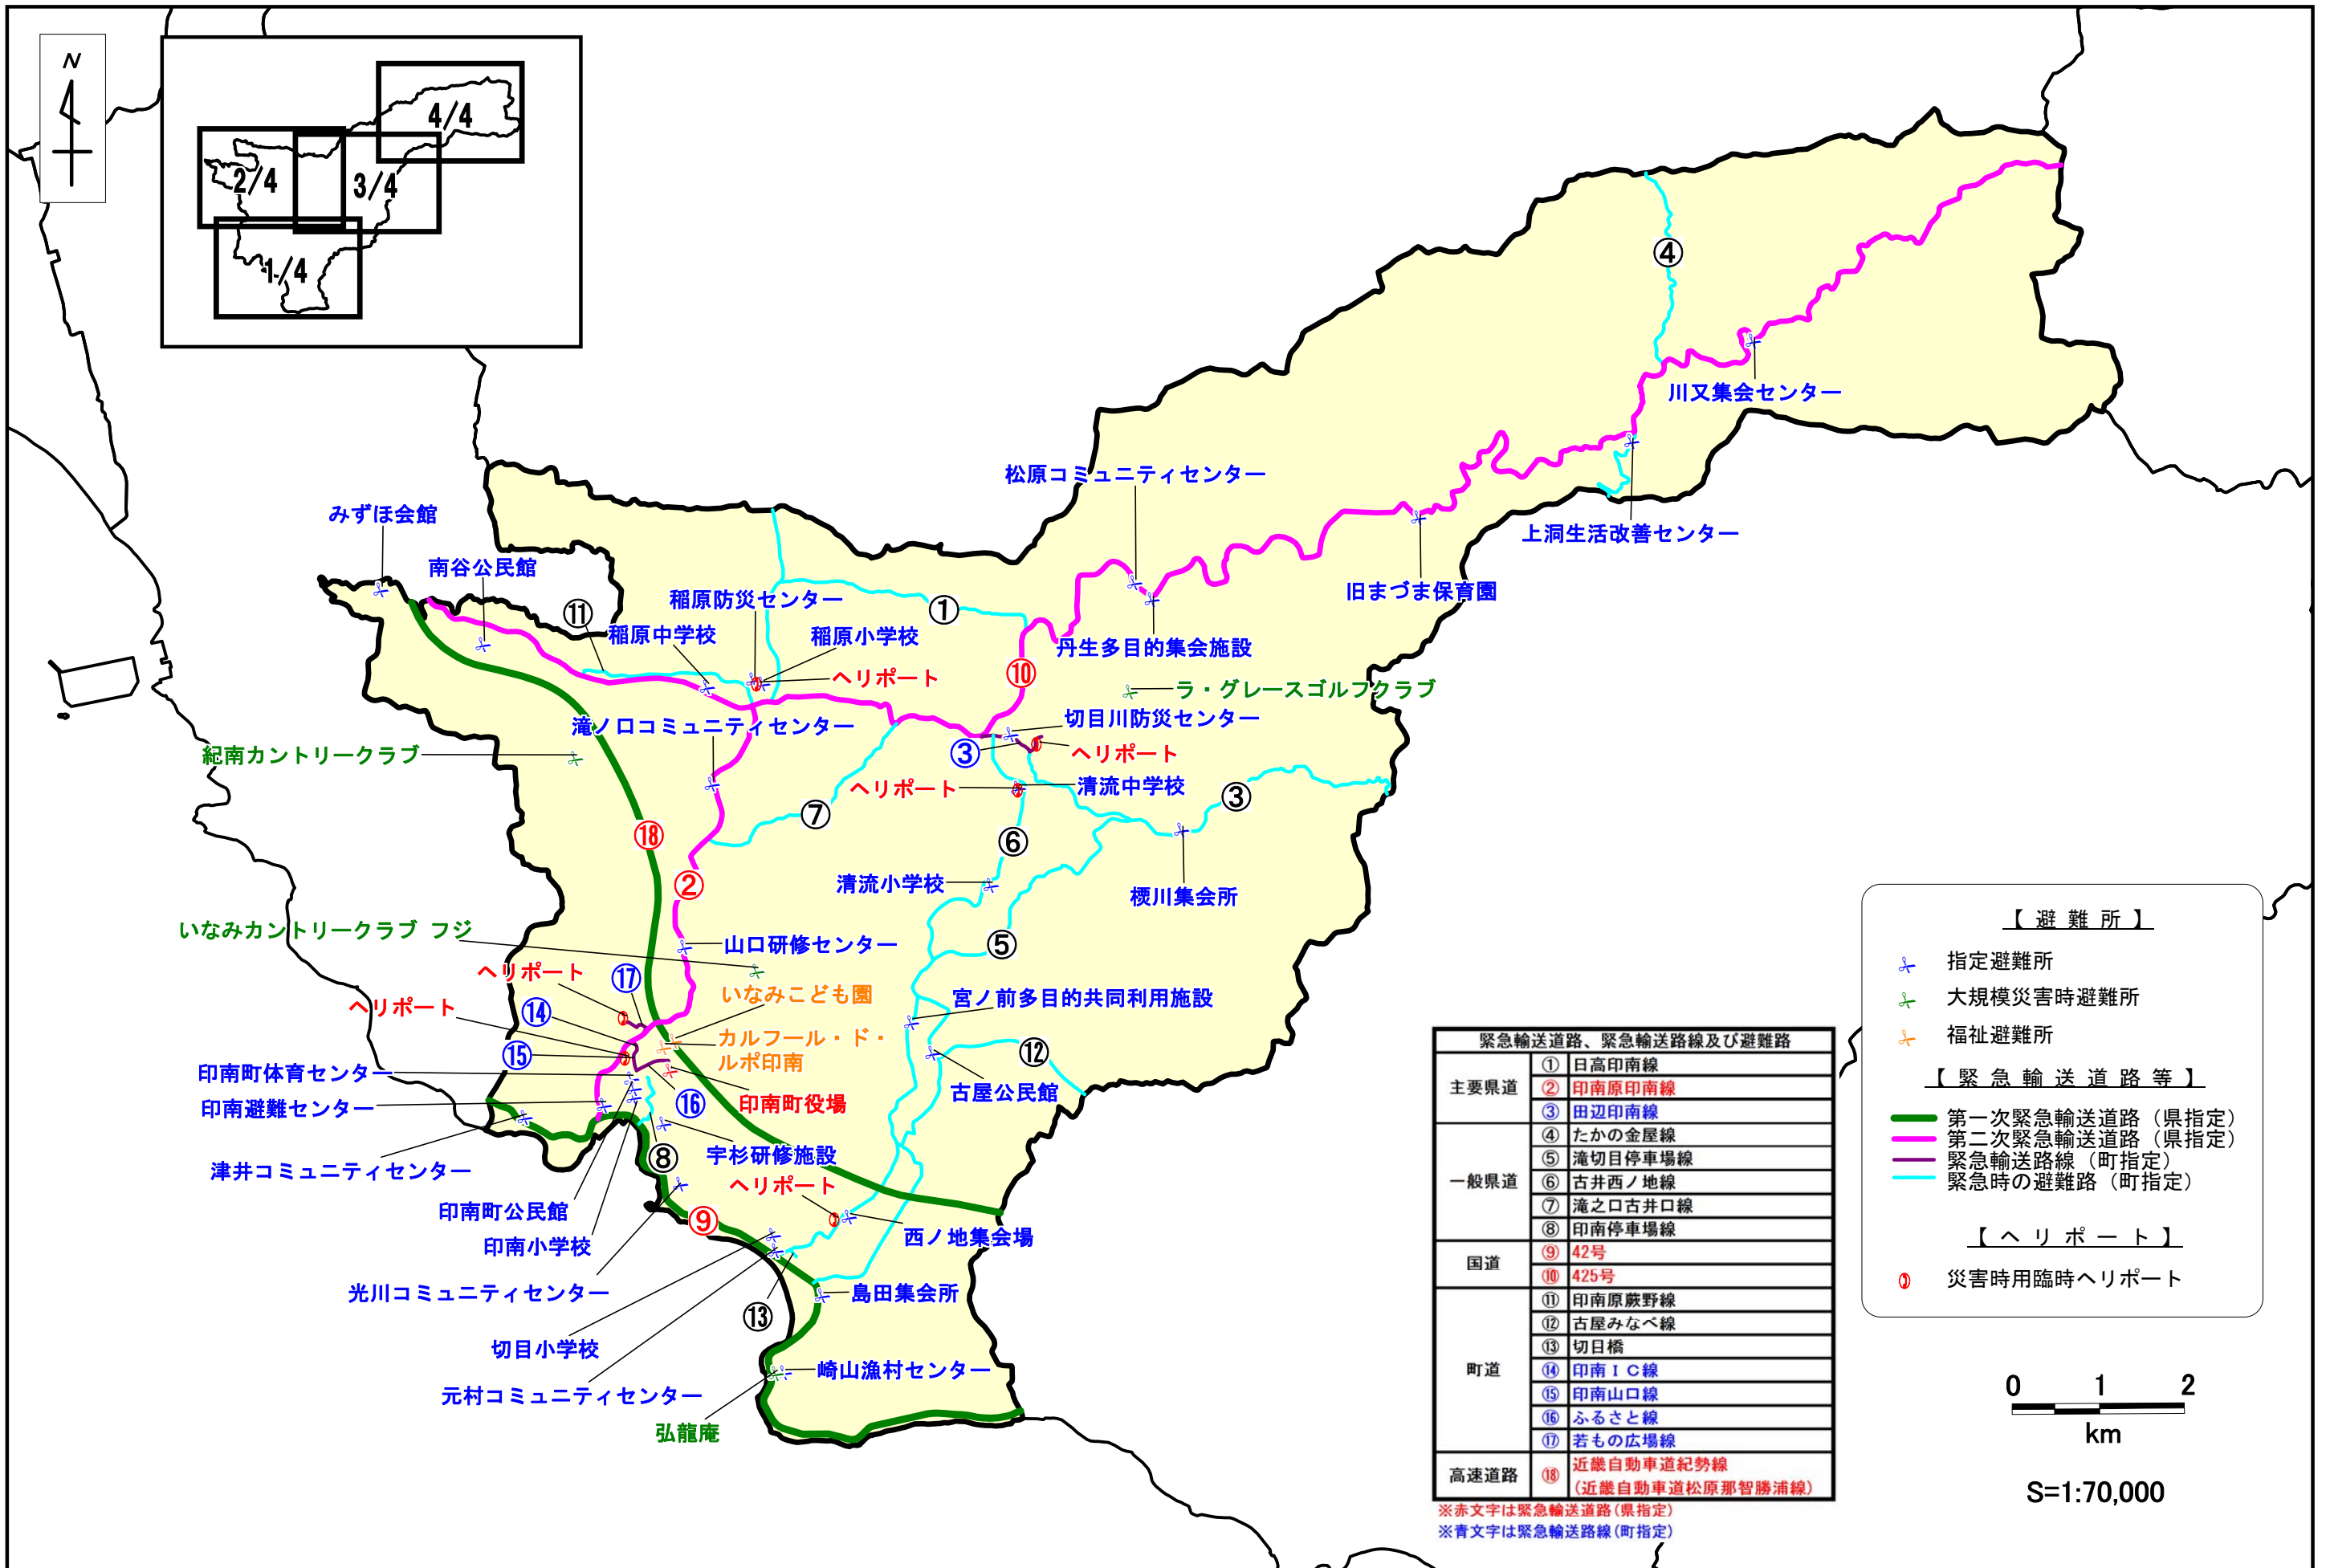 N
4/4
2/4
3/4
1/4
④
川又集会センター
松原コミュニティセンター
上洞生活改善センター
みずほ会館
南谷公民館
旧まづま保育園
稲原防災センター
⑪
①
稲原中学校
稲原小学校
丹生多目的集会施設
ヘリポート
⑩
ラ・グレースゴルフクラブ
滝ノ口コミュニティセンター
切目川防災センター
紀南カントリークラブ
③
ヘリポート
ヘリポート
清流中学校
③
⑦
⑱
⑥
②
清流小学校
樮川集会所
いなみカントリークラブ フジ
山口研修センター
⑤
ヘリポート
⑰
いなみこども園
宮ノ前多目的共同利用施設
ヘリポート
⑭
カルフール・ド・
ルポ印南
⑮
⑫
印南町体育センター
古屋公民館
印南避難センター
⑯
印南町役場
津井コミュニティセンター
⑧
宇杉研修施設
ヘリポート
印南町公民館
⑨
西ノ地集会場
印南小学校
光川コミュニティセンター
島田集会所
⑬
切目小学校
崎山漁村センター
元村コミュニティセンター
弘龍庵
緊急輸送道路、緊急輸送路線及び避難路
主要県道
① 日高印南線
② 印南原印南線
③ 田辺印南線
一般県道
④ たかの金屋線
⑤ 滝切目停車場線
⑥ 古井西ノ地線
⑦ 滝之口古井口線
⑧ 印南停車場線
国道
⑨ 42号
⑩ 425号
町道
⑪ 印南原蕨野線
⑫ 古屋みなべ線
⑬ 切目橋
⑭ 印南IC線
⑮ 印南山口線
⑯ ふるさと線
⑰ 若もの広場線
高速道路
⑱ 近畿自動車道紀勢線
(近畿自動車道松原那智勝浦線)
※赤文字は緊急輸送道路(県指定)
※青文字は緊急輸送路線(町指定)
【 避 難 所 】
指定避難所
大規模災害時避難所
福祉避難所
【 緊 急 輸 送 道 路 等 】
第一次緊急輸送道路（県指定）
第二次緊急輸送道路（県指定）
緊急輸送路線（町指定）
緊急時の避難路（町指定）
【 ヘ リ ポ ー ト 】
災害時用臨時ヘリポート
0 1 2
km
S=1:70,000